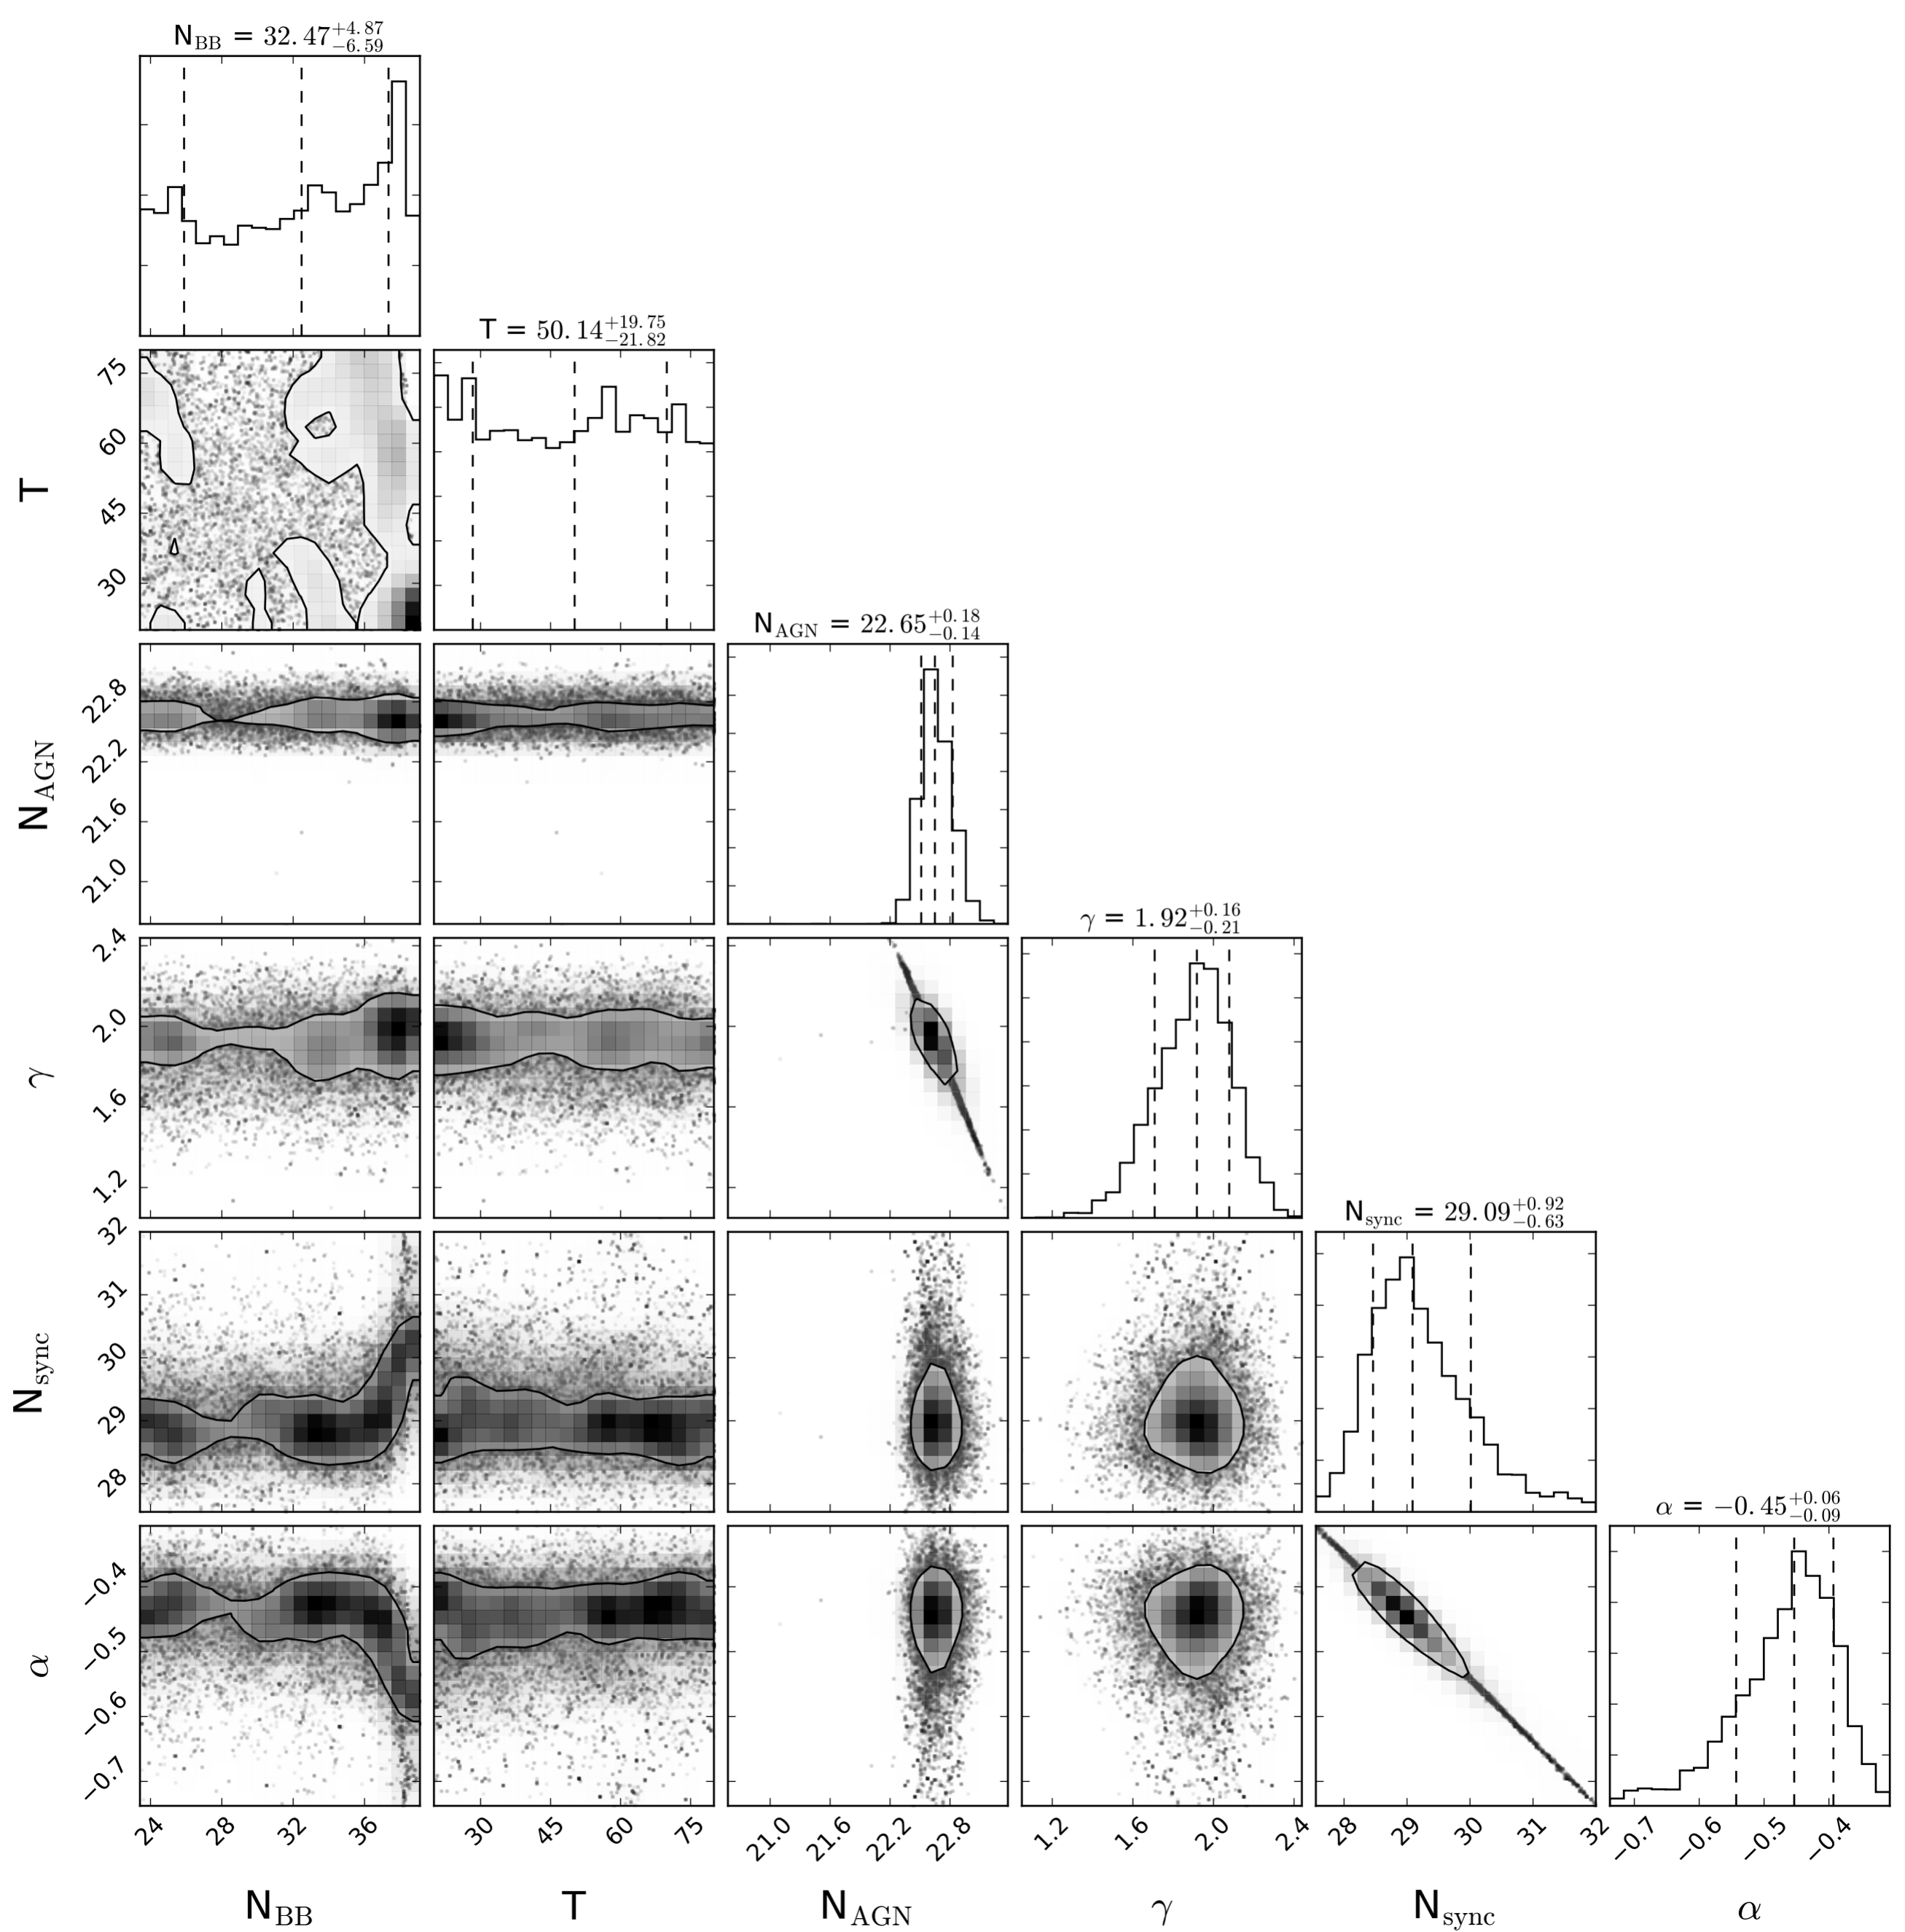 N_BB = 32.47^{+4.87}_{−6.59}
T = 50.14^{+19.75}_{−21.82}
75
60
45
30
T
N_AGN = 22.65^{+0.18}_{−0.14}
22.8
22.2
21.6
21.0
N_AGN
γ = 1.92^{+0.16}_{−0.21}
2.4
2.0
1.6
1.2
γ
N_sync = 29.09^{+0.92}_{−0.63}
32
31
30
29
28
N_sync
α = −0.45^{+0.06}_{−0.09}
−0.4
−0.5
−0.6
−0.7
α
24 28 32 36 30 45 60 75 21.0 21.6 22.2 22.8 1.2 1.6 2.0 2.4 28 29 30 31 32 −0.7 −0.6 −0.5 −0.4
N_BB T N_AGN γ N_sync α